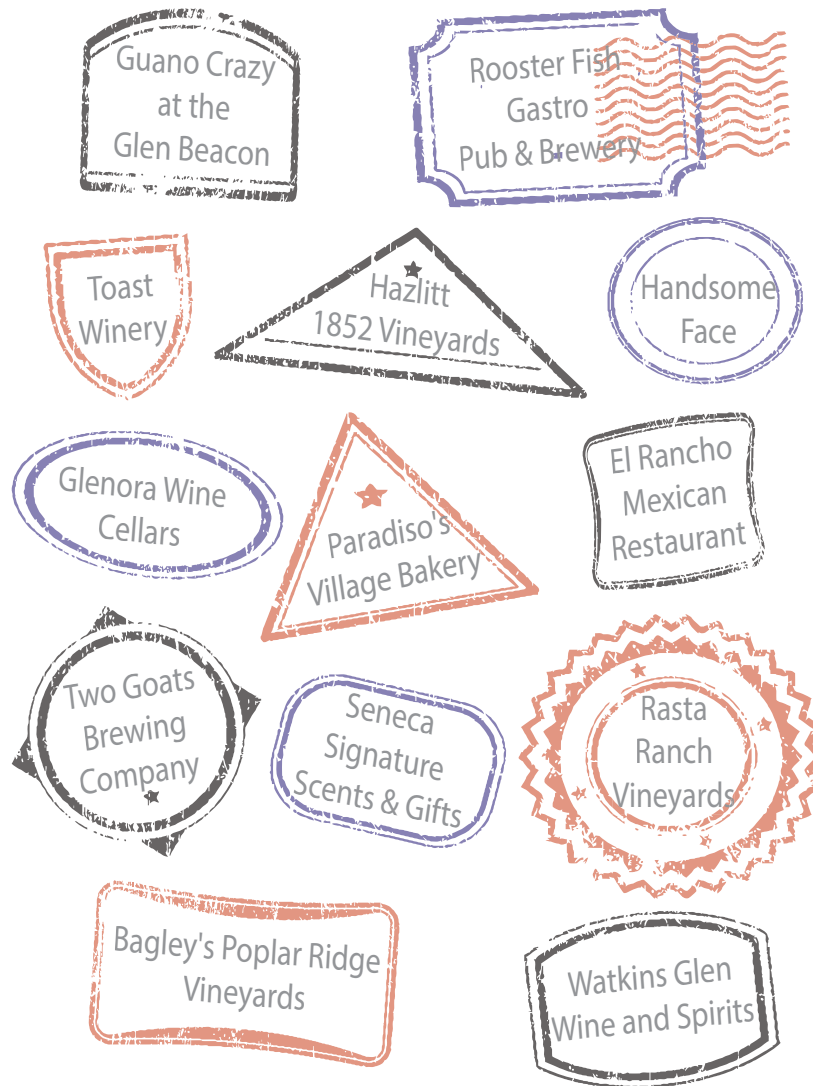 Guano Crazy
at the
Glen Beacon
Rooster Fish
Gastro
Pub & Brewery
Toast
Winery
Hazlitt
1852 Vineyards
Handsome
Face
Glenora Wine
Cellars
Paradiso's
Village Bakery
El Rancho
Mexican
Restaurant
Two Goats
Brewing
Company
Seneca
Signature
Scents & Gifts
Rasta
Ranch
Vineyards
Bagley's Poplar Ridge
Vineyards
Watkins Glen
Wine and Spirits